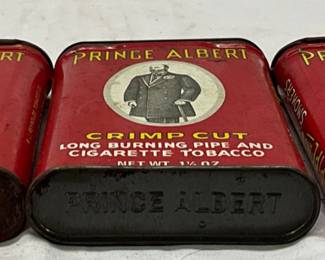 PRINCE ALBERT
CRIMP CUT
LONG BURNING PIPE AND
CIGARETTE TOBACCO
NET WT. 1½ OZ
PRINCE ALBERT